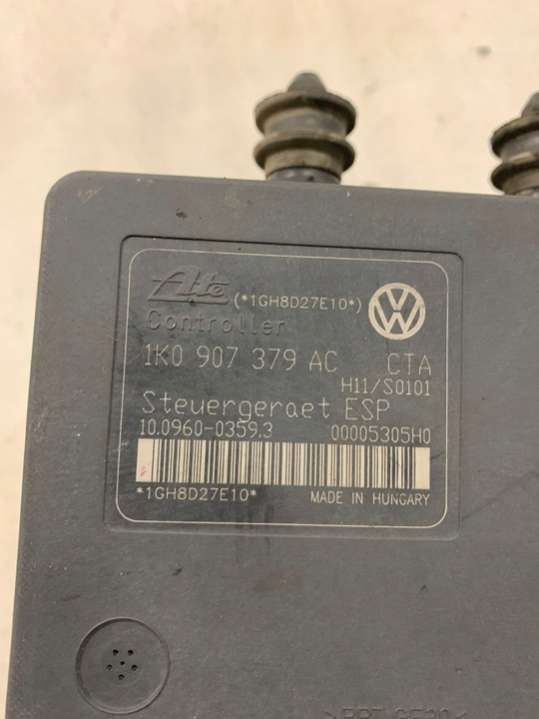 Ate (*1GH8D27E10*)
Controller
1K0 907 379 AC CTA
H11/S0101
Steuergeraet ESP
10.0960-0359.3 00005305H0
*1GH8D27E10* MADE IN HUNGARY